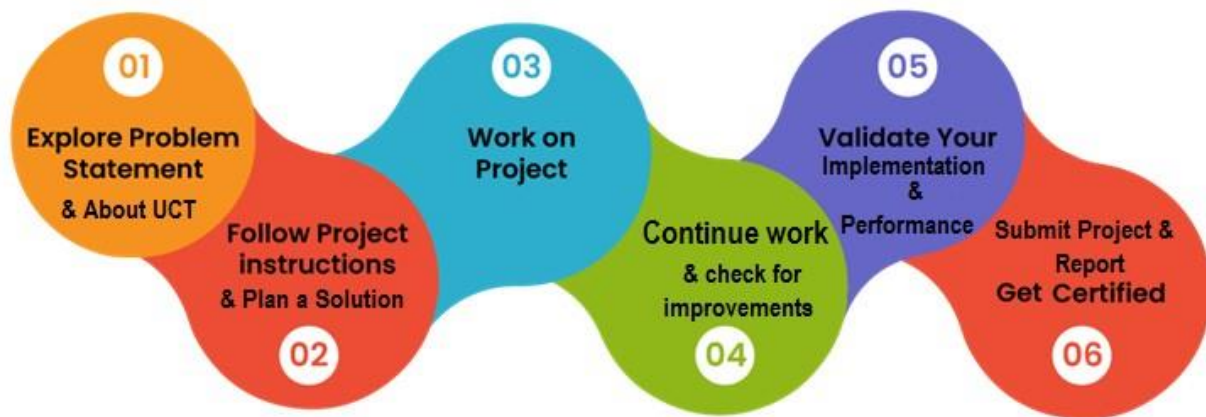 01
Explore Problem
Statement
& About UCT
Follow Project
instructions
& Plan a Solution
02
03
Work on
Project
Continue work
& check for
improvements
04
05
Validate Your
Implementation
&
Performance
Submit Project &
Report
Get Certified
06